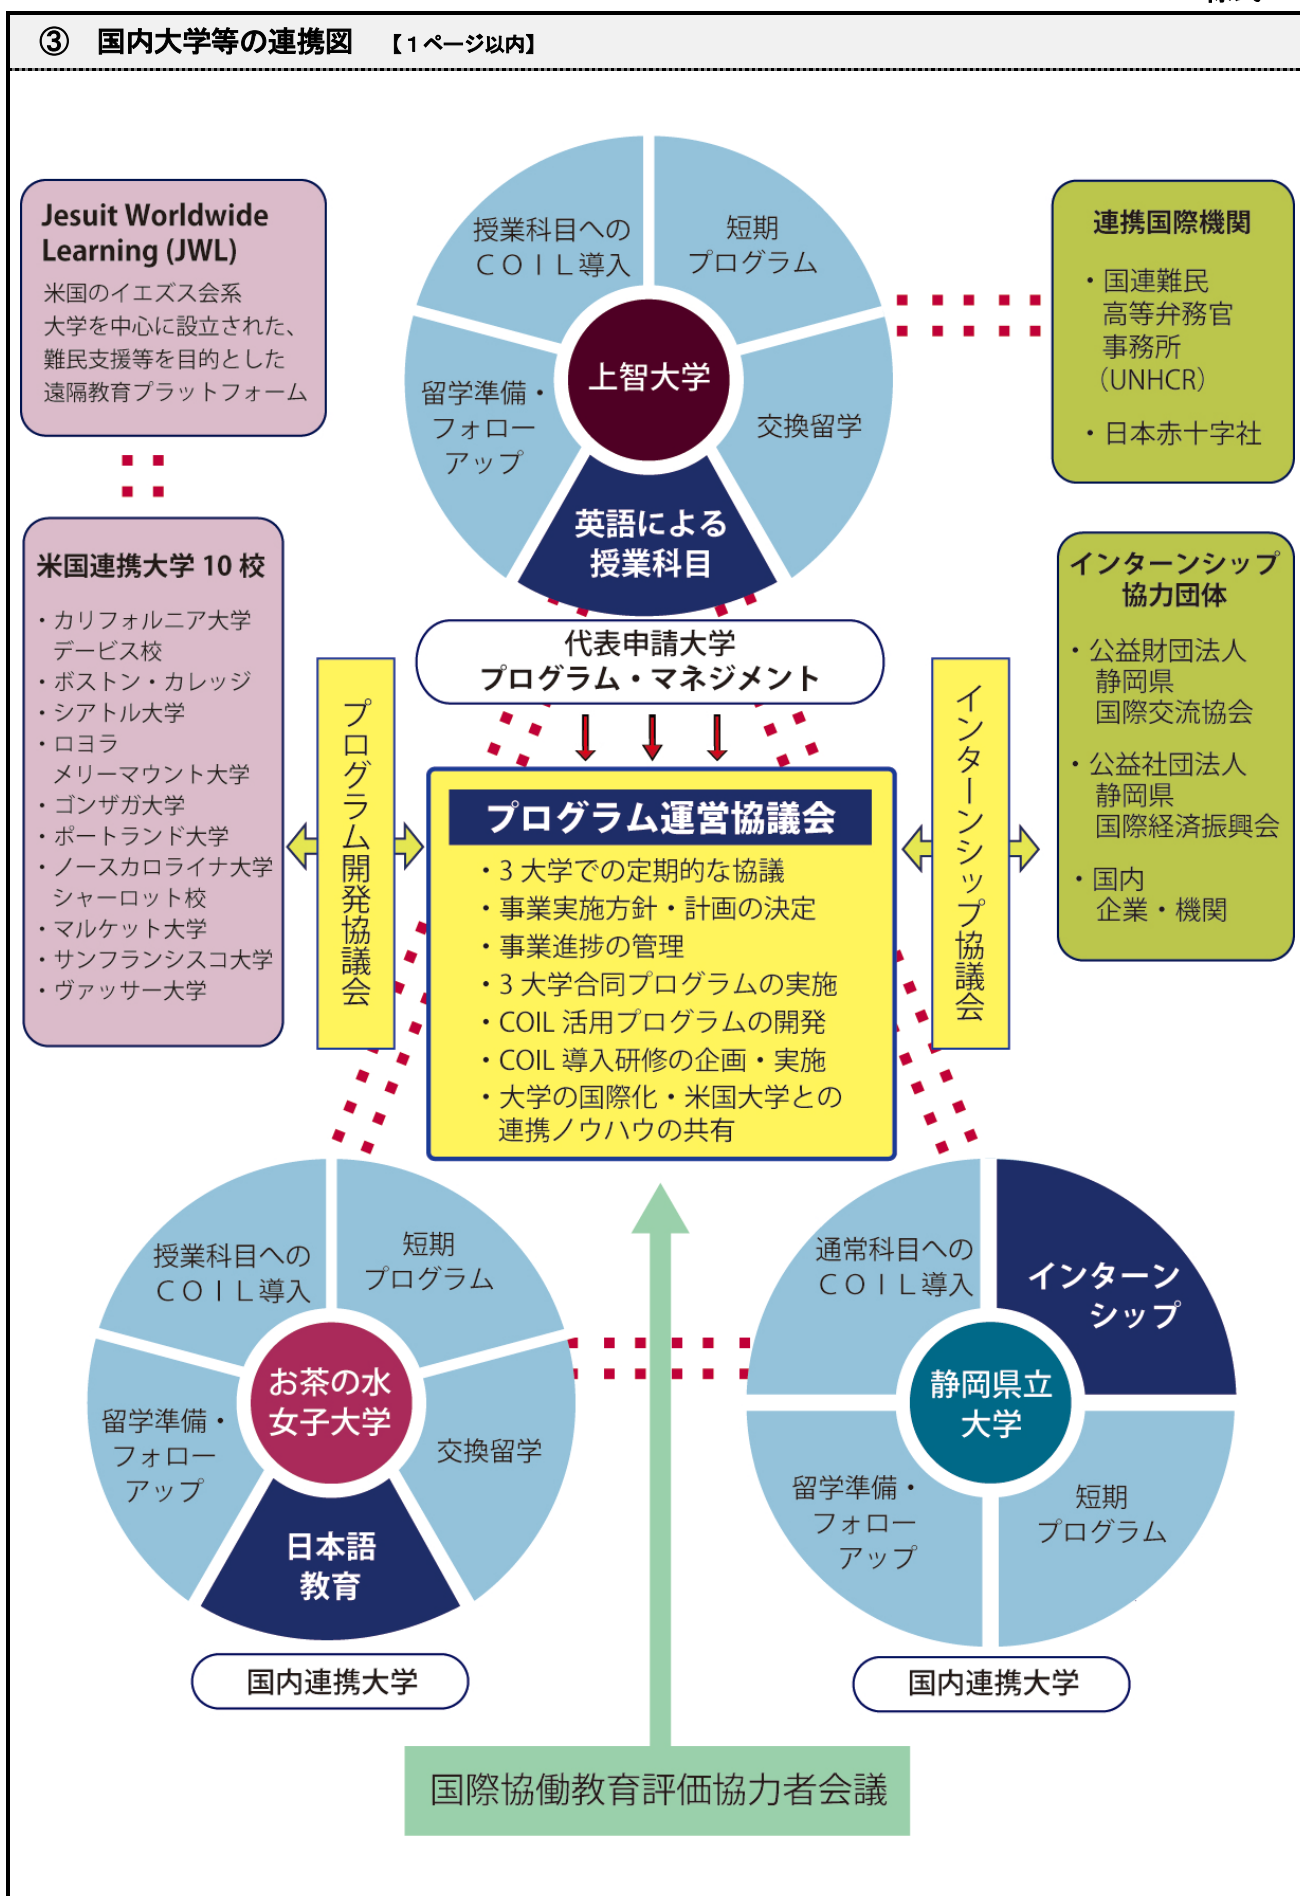 ③ 国内大学等の連携図 【1ページ以内】
授業科目への
ＣＯＩＬ導入
短期
プログラム
上智大学
留学準備・
フォロー
アップ
交換留学
英語による
授業科目
Jesuit Worldwide
Learning (JWL)
米国のイエズス会系
大学を中心に設立された、
難民支援等を目的とした
遠隔教育プラットフォーム
連携国際機関
・国連難民
高等弁務官
事務所
（UNHCR）
・日本赤十字社
米国連携大学 10 校
・カリフォルニア大学
デービス校
・ボストン・カレッジ
・シアトル大学
・ロヨラ
メリーマウント大学
・ゴンザガ大学
・ポートランド大学
・ノースカロライナ大学
シャーロット校
・マルケット大学
・サンフランシスコ大学
・ヴァッサー大学
インターンシップ
協力団体
・公益財団法人
静岡県
国際交流協会
・公益社団法人
静岡県
国際経済振興会
・国内
企業・機関
代表申請大学
プログラム・マネジメント
プログラム開発協議会
インターンシップ協議会
プログラム運営協議会
・3 大学での定期的な協議
・事業実施方針・計画の決定
・事業進捗の管理
・3 大学合同プログラムの実施
・COIL 活用プログラムの開発
・COIL 導入研修の企画・実施
・大学の国際化・米国大学との
連携ノウハウの共有
授業科目への
ＣＯＩＬ導入
短期
プログラム
お茶の水
女子大学
留学準備・
フォロー
アップ
交換留学
日本語
教育
国内連携大学
通常科目への
ＣＯＩＬ導入
インターン
シップ
静岡県立
大学
留学準備・
フォロー
アップ
短期
プログラム
国内連携大学
国際協働教育評価協力者会議